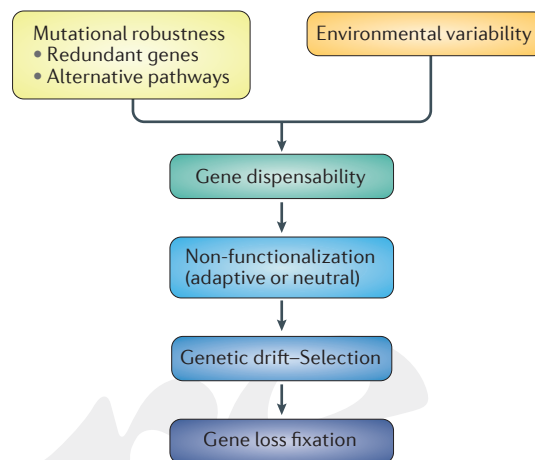 Mutational robustness
• Redundant genes
• Alternative pathways
Environmental variability
Gene dispensability
Non-functionalization
(adaptive or neutral)
Genetic drift–Selection
Gene loss fixation